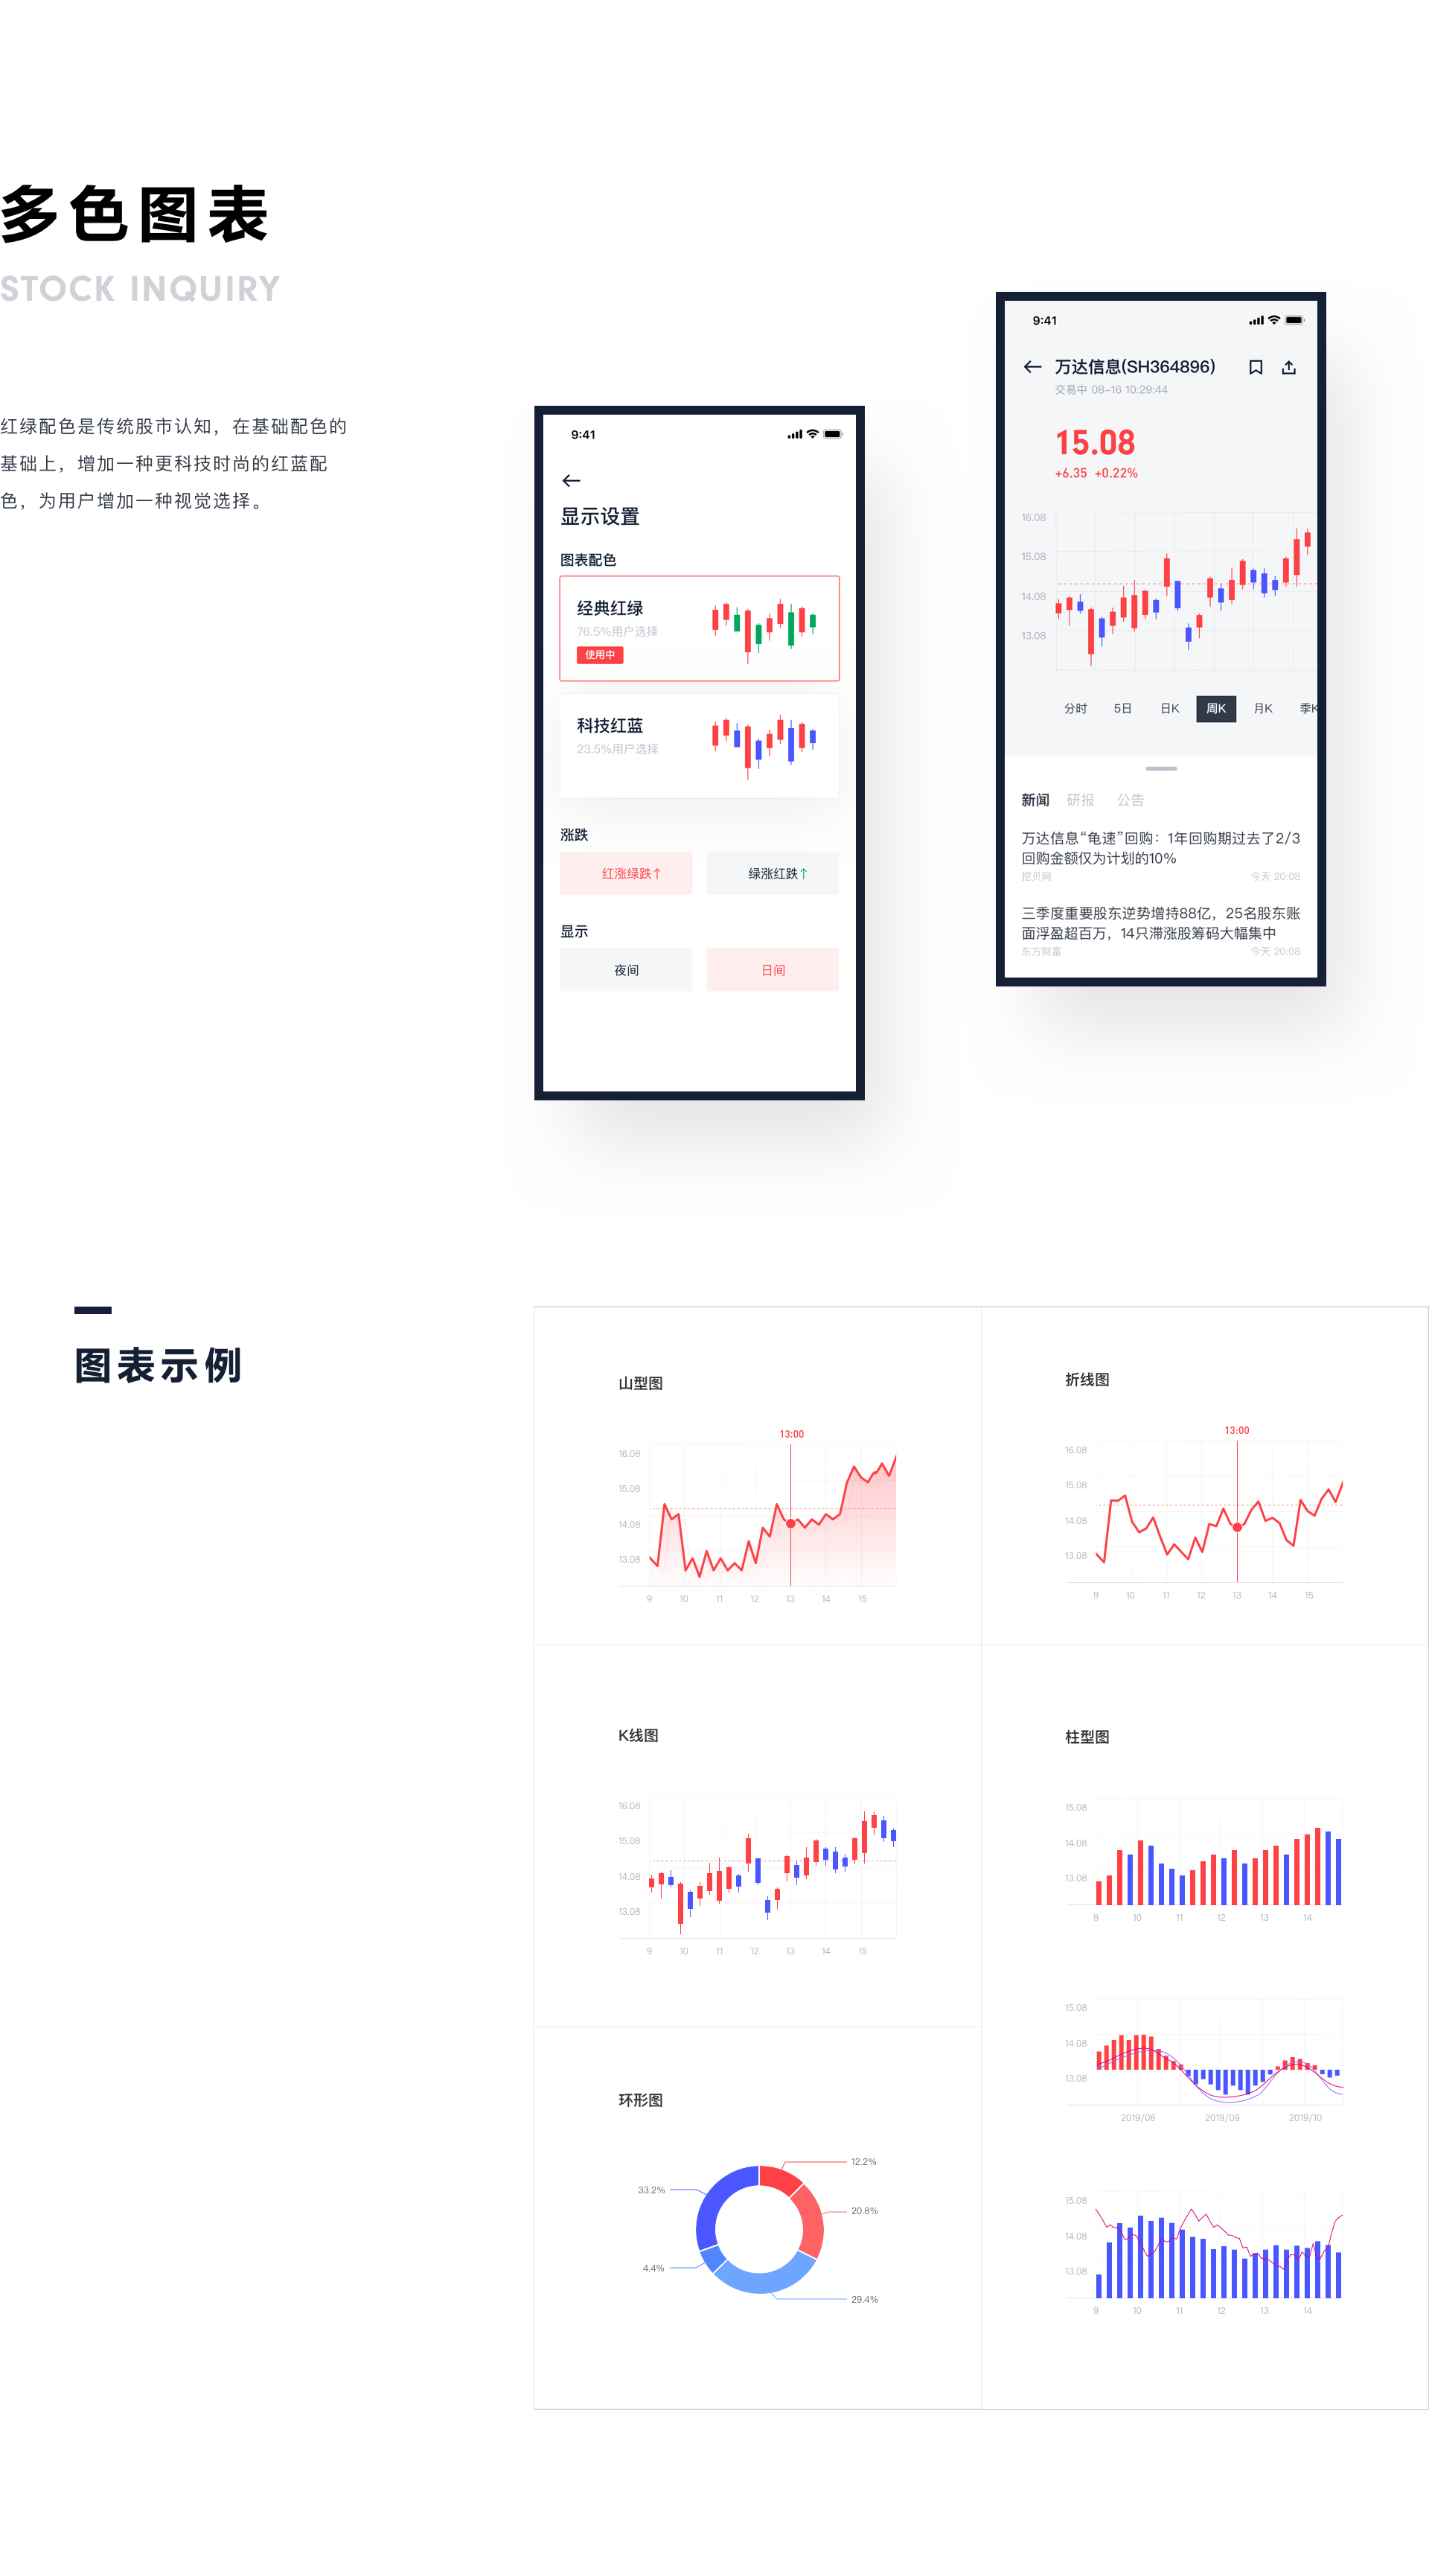 多色图表
STOCK INQUIRY
红绿配色是传统股市认知，在基础配色的
基础上，增加一种更科技时尚的红蓝配
色，为用户增加一种视觉选择。
9:41
显示设置
图表配色
经典红绿
76.5%用户选择
使用中
科技红蓝
23.5%用户选择
涨跌
红涨绿跌↑
绿涨红跌↑
显示
夜间
日间
9:41
万达信息(SH364896)
交易中 08-16 10:29:44
15.08
+6.35 +0.22%
16.08
15.08
14.08
13.08
分时 5日 日K 周K 月K 季K
新闻 研报 公告
万达信息“龟速”回购：1年回购期过去了2/3
回购金额仅为计划的10%
挖贝网 今天 20:08
三季度重要股东逆势增持88亿，25名股东账
面浮盈超百万，14只滞涨股筹码大幅集中
东方财富 今天 20:08
图表示例
山型图
13:00
16.08
15.08
14.08
13.08
9 10 11 12 13 14 15
折线图
13:00
16.08
15.08
14.08
13.08
9 10 11 12 13 14 15
K线图
16.08
15.08
14.08
13.08
9 10 11 12 13 14 15
柱型图
15.08
14.08
13.08
9 10 11 12 13 14
15.08
14.08
13.08
2019/08 2019/09 2019/10
15.08
14.08
13.08
9 10 11 12 13 14
环形图
12.2%
33.2%
20.8%
4.4%
29.4%